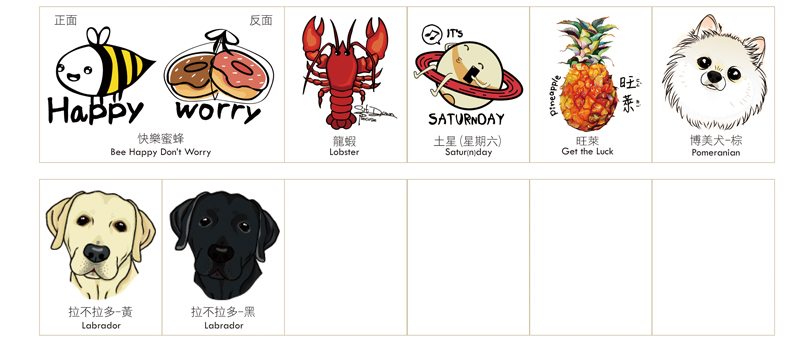 正面
反面
Happy
worry
快樂蜜蜂
Bee Happy Don't Worry
龍蝦
Lobster
IT'S
SATURNDAY
土星(星期六)
Satur(n)day
pineapple
旺萊
旺萊
Get the Luck
博美犬-棕
Pomeranian
拉不拉多-黃
Labrador
拉不拉多-黑
Labrador